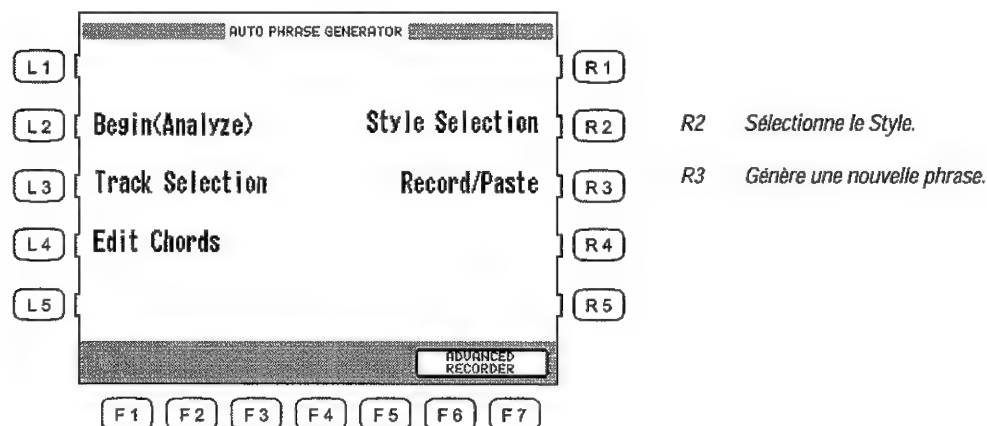 AUTO PHRASE GENERATOR
L1 R1
L2 Begin(Analyze) Style Selection R2 R2 Sélectionne le Style.
L3 Track Selection Record/Paste R3 R3 Génère une nouvelle phrase.
L4 Edit Chords R4
L5 R5
ADVANCED
RECORDER
F1 F2 F3 F4 F5 F6 F7